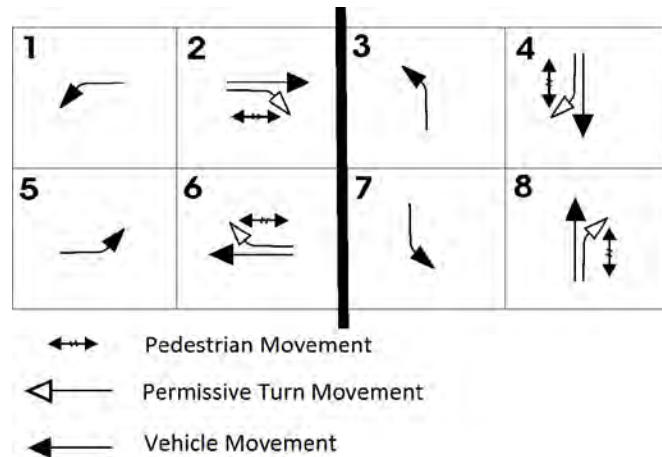 1 2 3 4
5 6 7 8
Pedestrian Movement
Permissive Turn Movement
Vehicle Movement